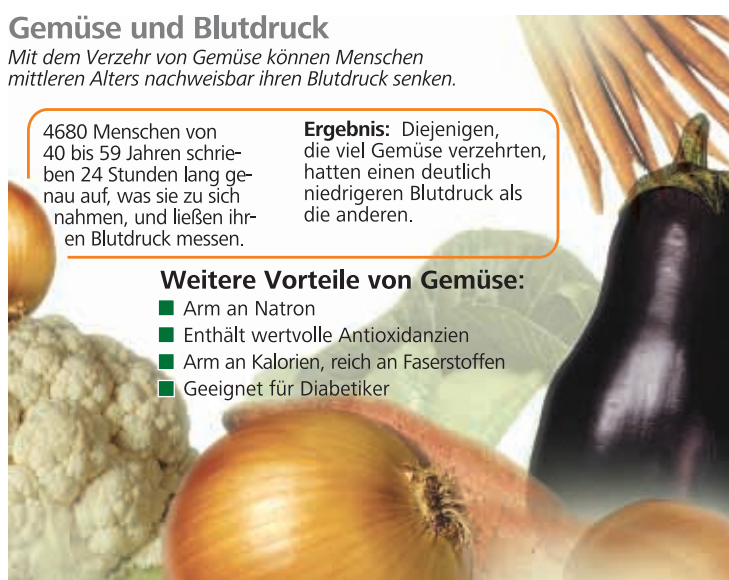 Gemüse und Blutdruck
Mit dem Verzehr von Gemüse können Menschen
mittleren Alters nachweisbar ihren Blutdruck senken.
4680 Menschen von
40 bis 59 Jahren schrie-
ben 24 Stunden lang ge-
nau auf, was sie zu sich
nahmen, und ließen ihr-
en Blutdruck messen.
Ergebnis: Diejenigen,
die viel Gemüse verzehrten,
hatten einen deutlich
niedrigeren Blutdruck als
die anderen.
Weitere Vorteile von Gemüse:
Arm an Natron
Enthält wertvolle Antioxidanzien
Arm an Kalorien, reich an Faserstoffen
Geeignet für Diabetiker